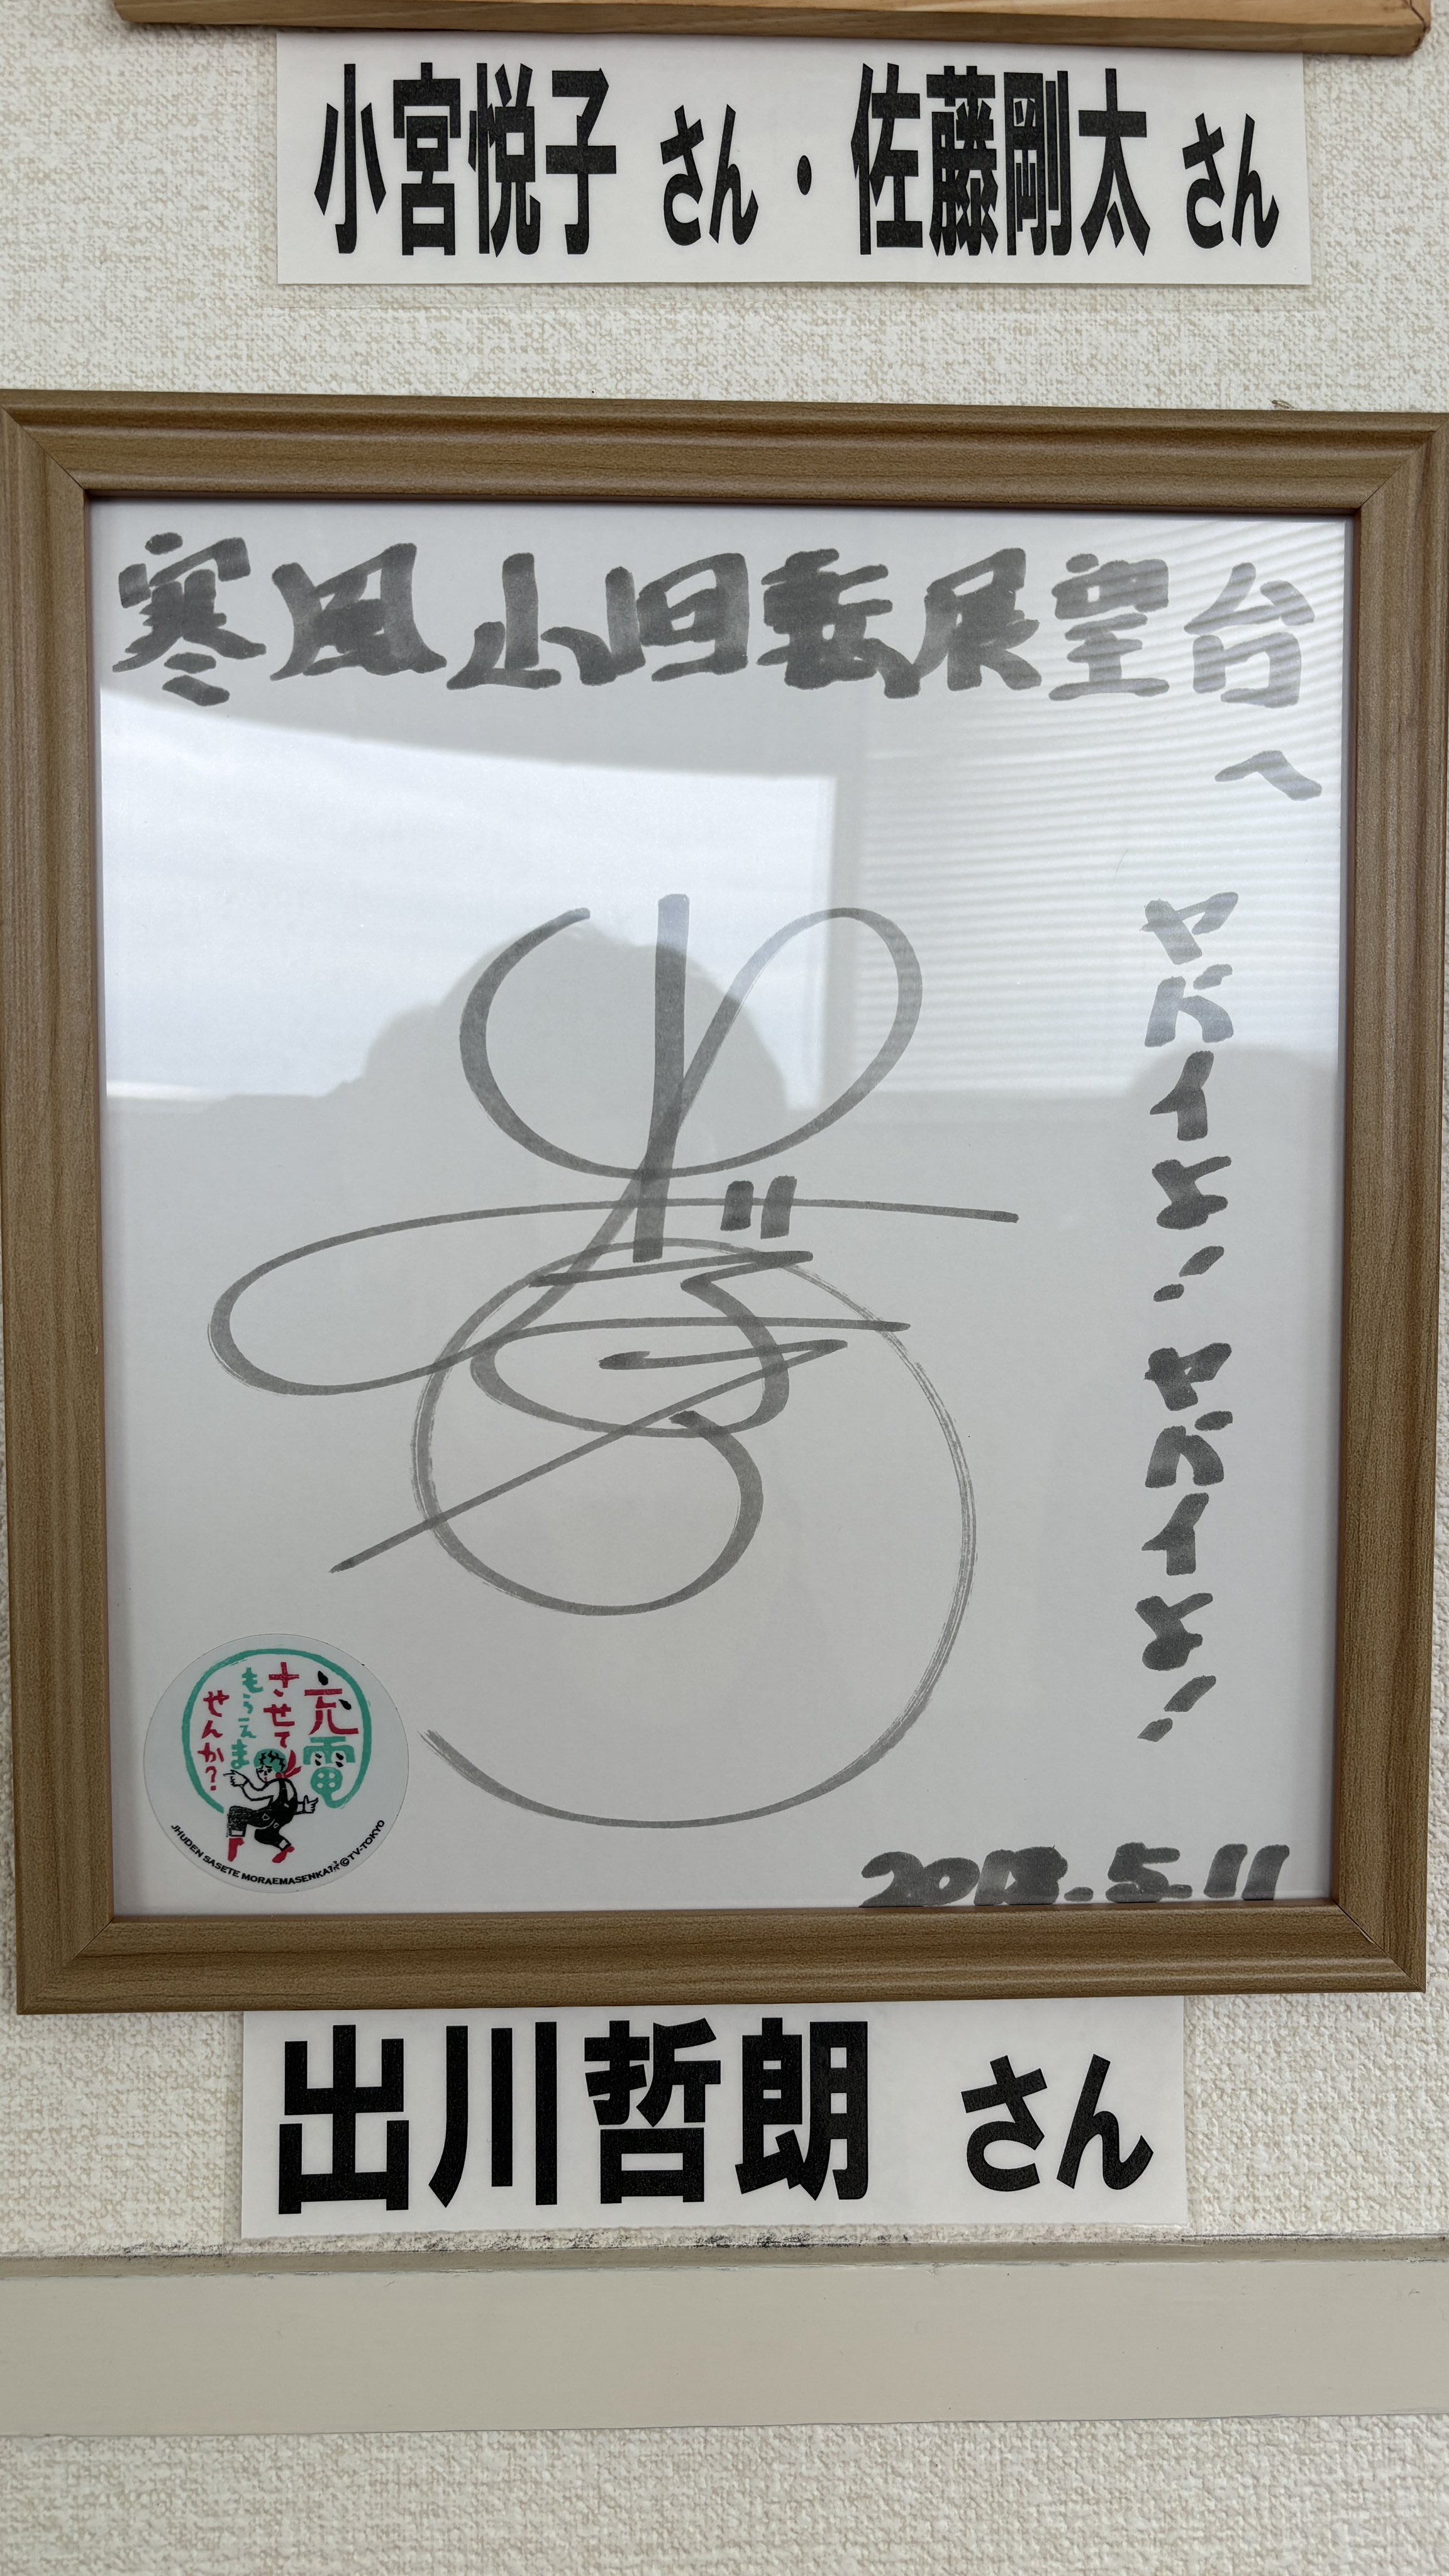 小宮悦子 さん・佐藤剛太 さん
寒風山回転展望台
へ
ヤバイよ!!ヤバイよ!!
充電
させて
もらえま
せんか?
JHUDEN SASETE MORAEMASENKA? ©TV-TOKYO
5.11
出川哲朗 さん